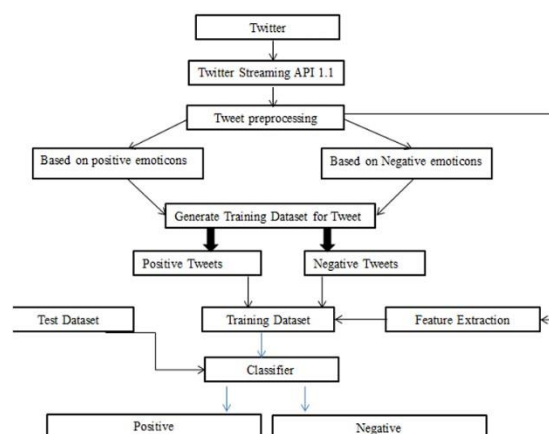 Twitter
Twitter Streaming API 1.1
Tweet preprocessing
Based on positive emoticons
Based on Negative emoticons
Generate Training Dataset for Tweet
Positive Tweets
Negative Tweets
Test Dataset
Training Dataset
Feature Extraction
Classifier
Positive
Negative